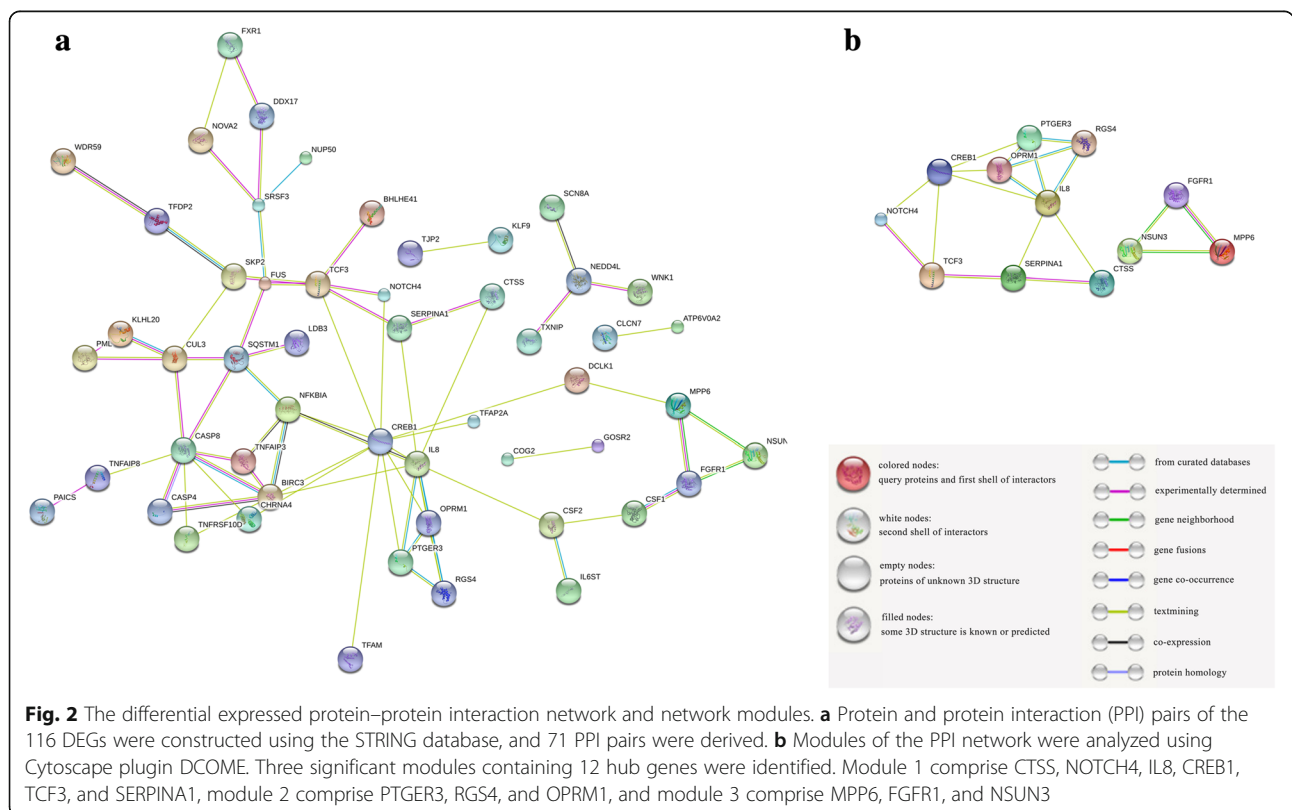 a
FXR1
DDX17
NOVA2
NUP50
WDR59
SRSF3
TFDP2
BHLHE41
SKP2
FUS
TCF3
TJP2
KLF9
SCN8A
NEDD4L
WNK1
NOTCH4
CTSS
SERPINA1
TXNIP
CLCN7
ATP6V0A2
KLHL20
PML
CUL3
SQSTM1
LDB3
NFKBIA
DCLK1
MPP6
CREB1
TFAP2A
COG2
GOSR2
NSUN
CASP8
TNFAIP3
IL8
FGFR1
TNFAIP8
BIRC3
PAICS
CASP4
CHRNA4
TNFRSF10D
OPRM1
CSF1
CSF2
PTGER3
RGS4
IL6ST
TFAM
b
PTGER3
RGS4
CREB1
OPRM1
IL8
FGFR1
NOTCH4
NSUN3
MPP6
TCF3
SERPINA1
CTSS
colored nodes:
query proteins and first shell of interactors
white nodes:
second shell of interactors
empty nodes:
proteins of unknown 3D structure
filled nodes:
some 3D structure is known or predicted
from curated databases
experimentally determined
gene neighborhood
gene fusions
gene co-occurrence
textmining
co-expression
protein homology
Fig. 2 The differential expressed protein–protein interaction network and network modules. a Protein and protein interaction (PPI) pairs of the
116 DEGs were constructed using the STRING database, and 71 PPI pairs were derived. b Modules of the PPI network were analyzed using
Cytoscape plugin DCOME. Three significant modules containing 12 hub genes were identified. Module 1 comprise CTSS, NOTCH4, IL8, CREB1,
TCF3, and SERPINA1, module 2 comprise PTGER3, RGS4, and OPRM1, and module 3 comprise MPP6, FGFR1, and NSUN3